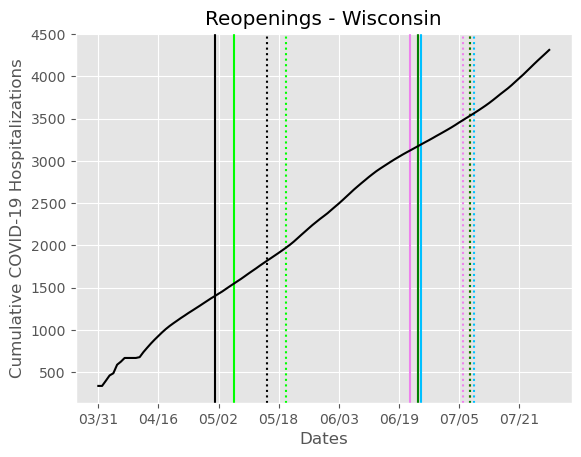 Reopenings - Wisconsin
Cumulative COVID-19 Hospitalizations
4500
4000
3500
3000
2500
2000
1500
1000
500
03/31 04/16 05/02 05/18 06/03 06/19 07/05 07/21
Dates